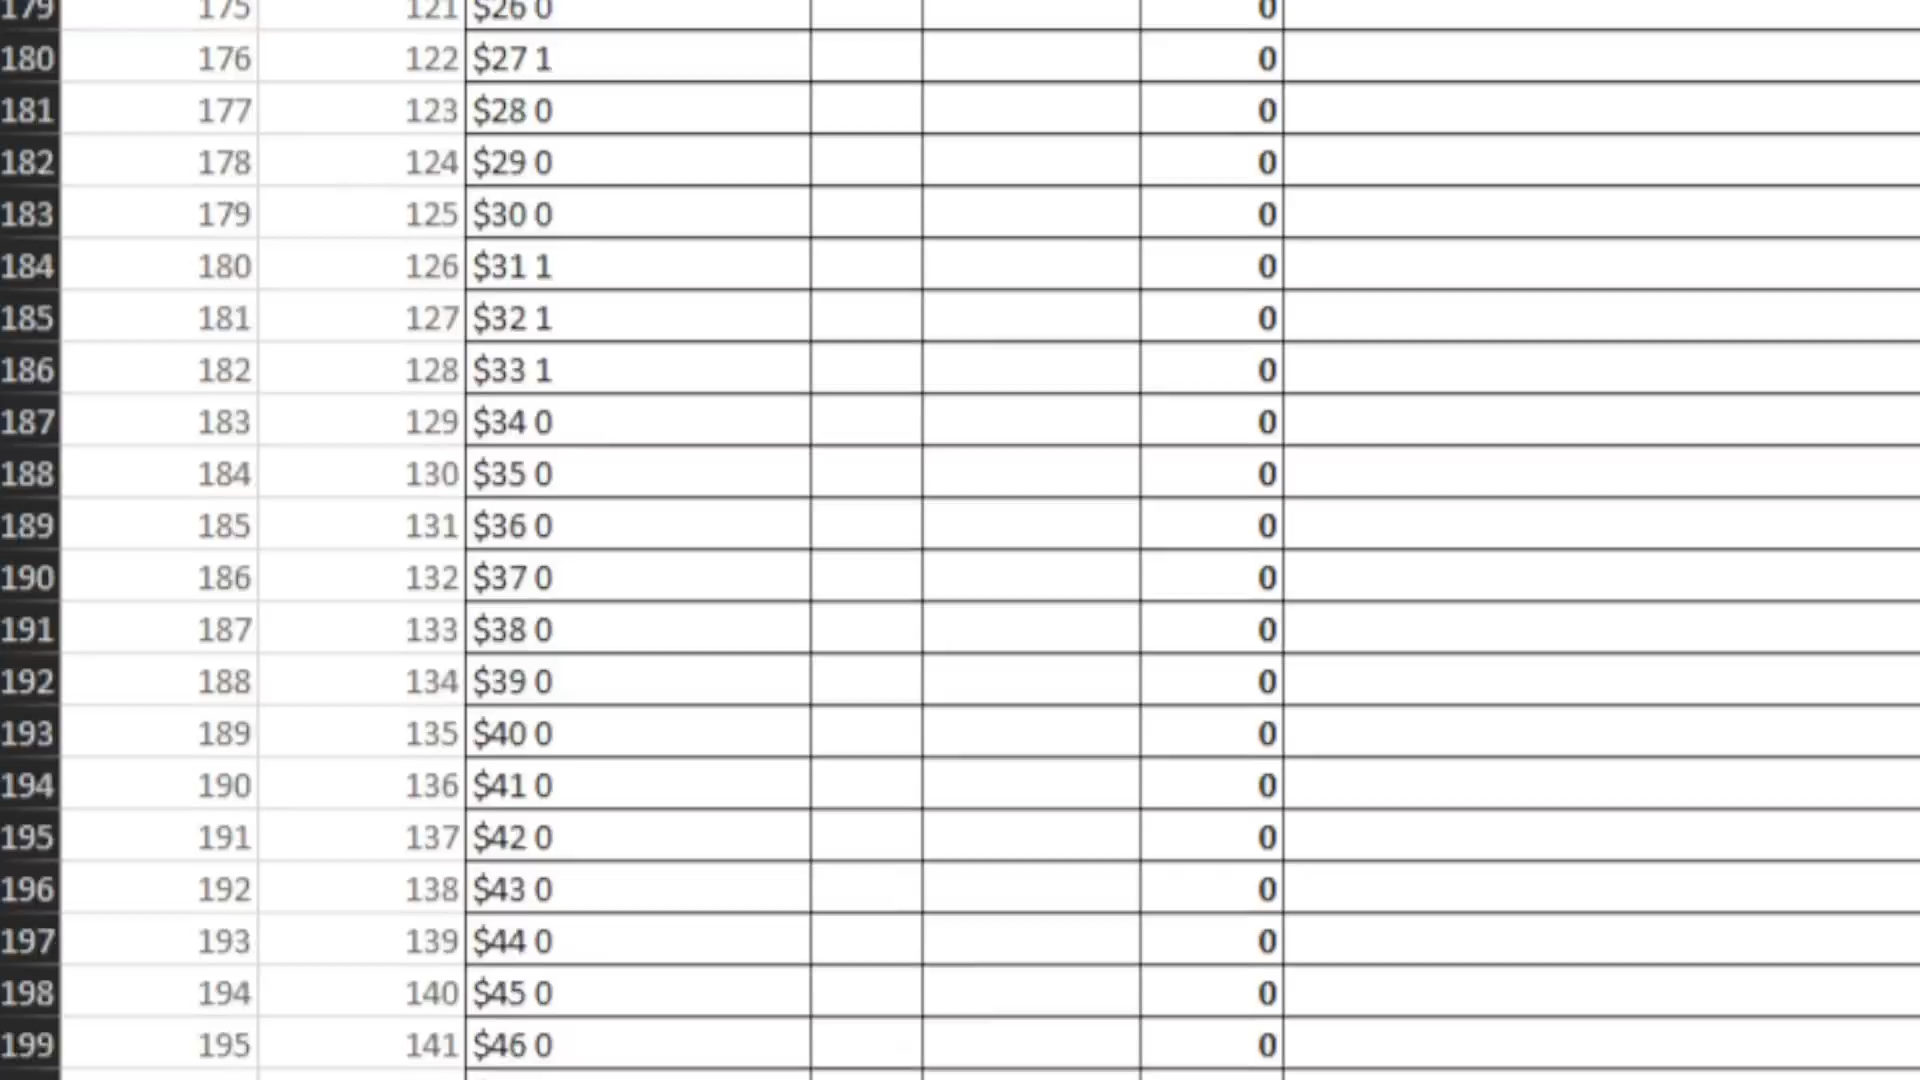 179 175 121 $26 0 0
180 176 122 $27 1 0
181 177 123 $28 0 0
182 178 124 $29 0 0
183 179 125 $30 0 0
184 180 126 $31 1 0
185 181 127 $32 1 0
186 182 128 $33 1 0
187 183 129 $34 0 0
188 184 130 $35 0 0
189 185 131 $36 0 0
190 186 132 $37 0 0
191 187 133 $38 0 0
192 188 134 $39 0 0
193 189 135 $40 0 0
194 190 136 $41 0 0
195 191 137 $42 0 0
196 192 138 $43 0 0
197 193 139 $44 0 0
198 194 140 $45 0 0
199 195 141 $46 0 0